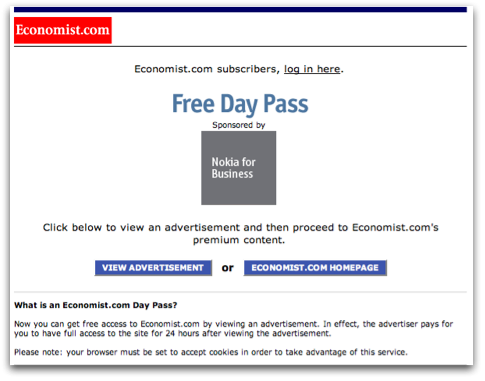 Economist.com
Economist.com subscribers, log in here.
Free Day Pass
Sponsored by
Nokia for
Business
Click below to view an advertisement and then proceed to Economist.com's
premium content.
VIEW ADVERTISEMENT or ECONOMIST.COM HOMEPAGE
What is an Economist.com Day Pass?
Now you can get free access to Economist.com by viewing an advertisement. In effect, the advertiser pays for
you to have full access to the site for 24 hours after viewing the advertisement.
Please note: your browser must be set to accept cookies in order to take advantage of this service.